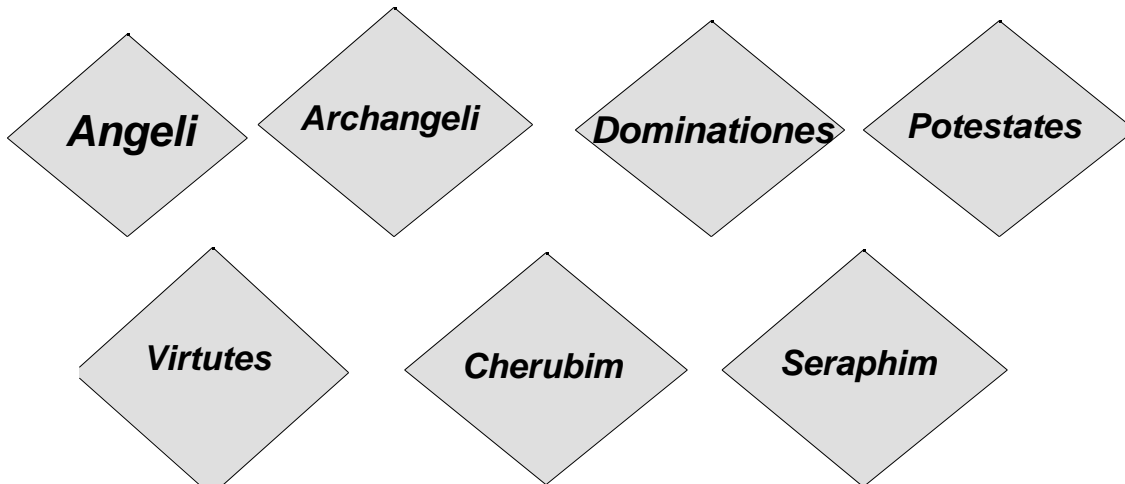 Angeli
Archangeli
Dominationes
Potestates
Virtutes
Cherubim
Seraphim